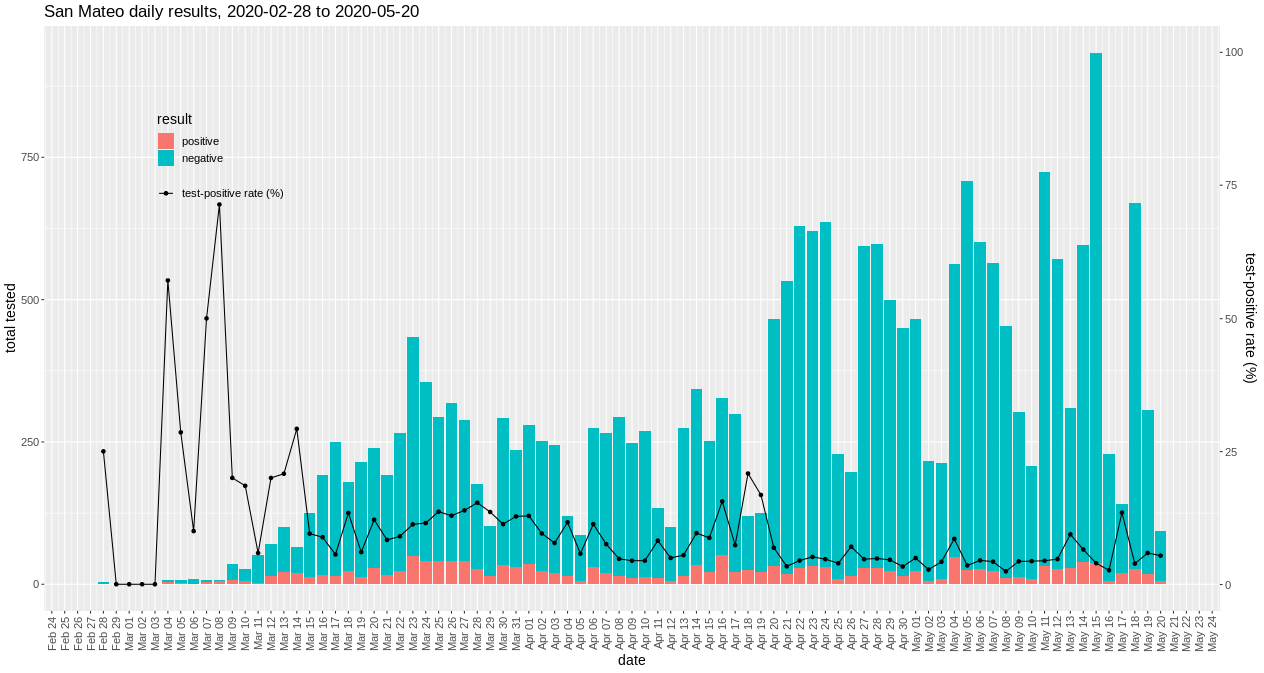 San Mateo daily results, 2020-02-28 to 2020-05-20
result
positive
negative
test-positive rate (%)
total tested
750
500
250
0
100
75
50
25
0
test-positive rate (%)
Feb 24
Feb 25
Feb 26
Feb 27
Feb 28
Feb 29
Mar 01
Mar 02
Mar 03
Mar 04
Mar 05
Mar 06
Mar 07
Mar 08
Mar 09
Mar 10
Mar 11
Mar 12
Mar 13
Mar 14
Mar 15
Mar 16
Mar 17
Mar 18
Mar 19
Mar 20
Mar 21
Mar 22
Mar 23
Mar 24
Mar 25
Mar 26
Mar 27
Mar 28
Mar 29
Mar 30
Mar 31
Apr 01
Apr 02
Apr 03
Apr 04
Apr 05
Apr 06
Apr 07
Apr 08
Apr 09
Apr 10
Apr 11
Apr 12
Apr 13
Apr 14
Apr 15
Apr 16
Apr 17
Apr 18
Apr 19
Apr 20
Apr 21
Apr 22
Apr 23
Apr 24
Apr 25
Apr 26
Apr 27
Apr 28
Apr 29
Apr 30
May 01
May 02
May 03
May 04
May 05
May 06
May 07
May 08
May 09
May 10
May 11
May 12
May 13
May 14
May 15
May 16
May 17
May 18
May 19
May 20
May 21
May 22
May 23
May 24
date